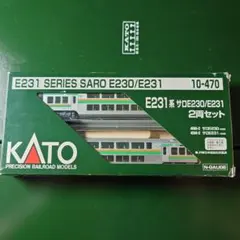 KATO
E231 SERIES SARO E230/E231
10-470
E231系 サロE230/E231
2両セット
KATO
PRECISION RAILROAD MODELS
N-GAUGE